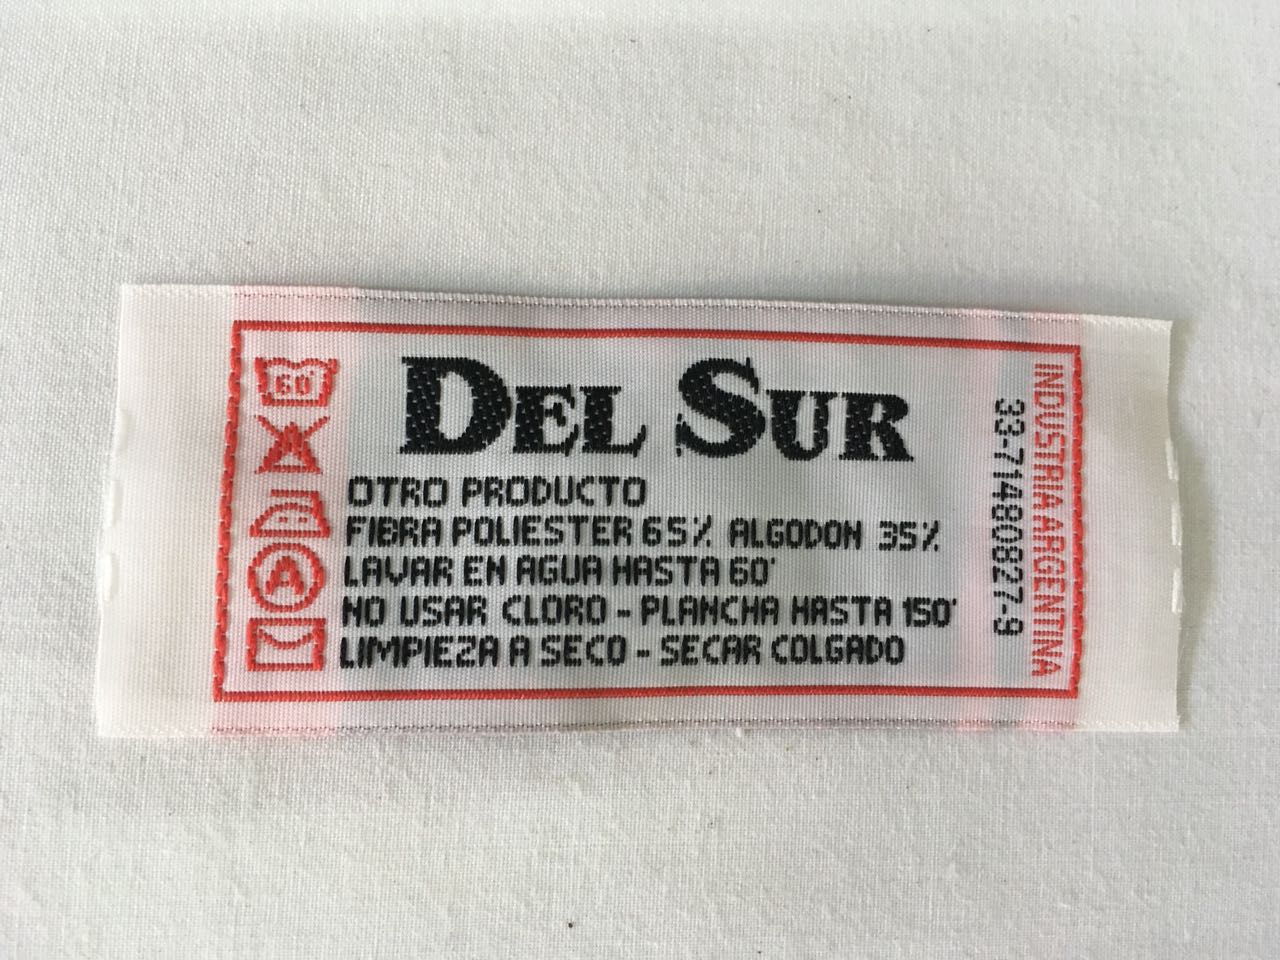 DEL SUR
OTRO PRODUCTO
FIBRA POLIESTER 65% ALGODON 35%
LAVAR EN AGUA HASTA 60°
NO USAR CLORO - PLANCHA HASTA 150°
LIMPIEZA A SECO - SECAR COLGADO
60°
A
A
INDUSTRIA ARGENTINA
33-71480827-9